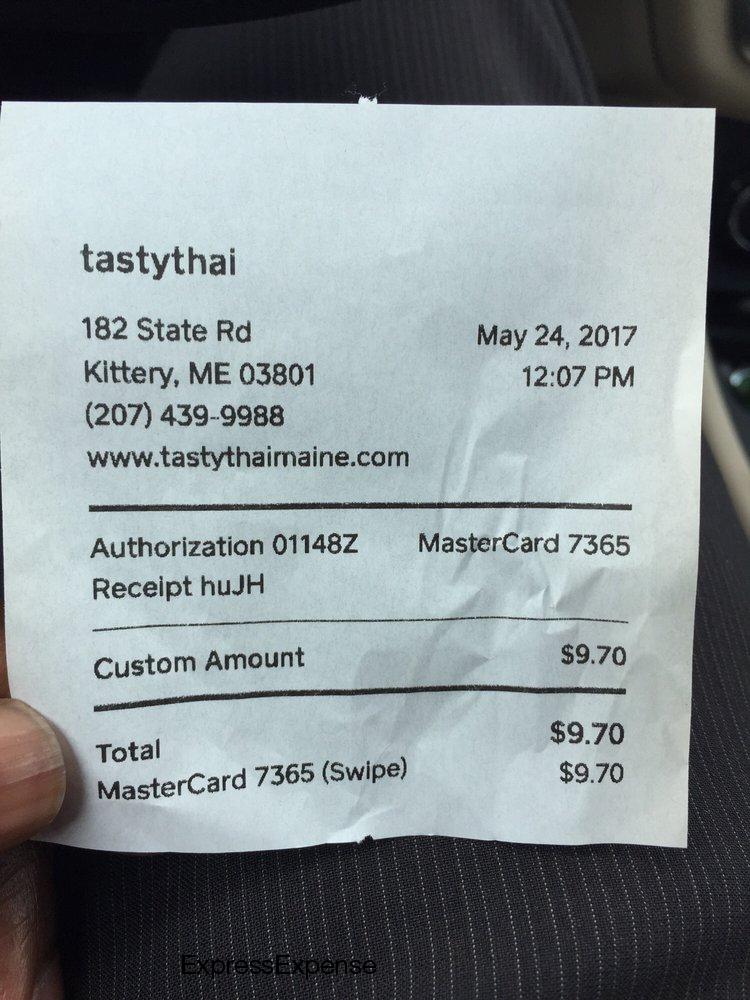 tastythai
182 State Rd
May 24, 2017
Kittery, ME 03801
12:07 PM
(207) 439-9988
www.tastythaimaine.com
Authorization 01148Z
MasterCard 7365
Receipt huJH
Custom Amount
$9.70
Total
$9.70
MasterCard 7365 (Swipe)
$9.70
ExpressExpense